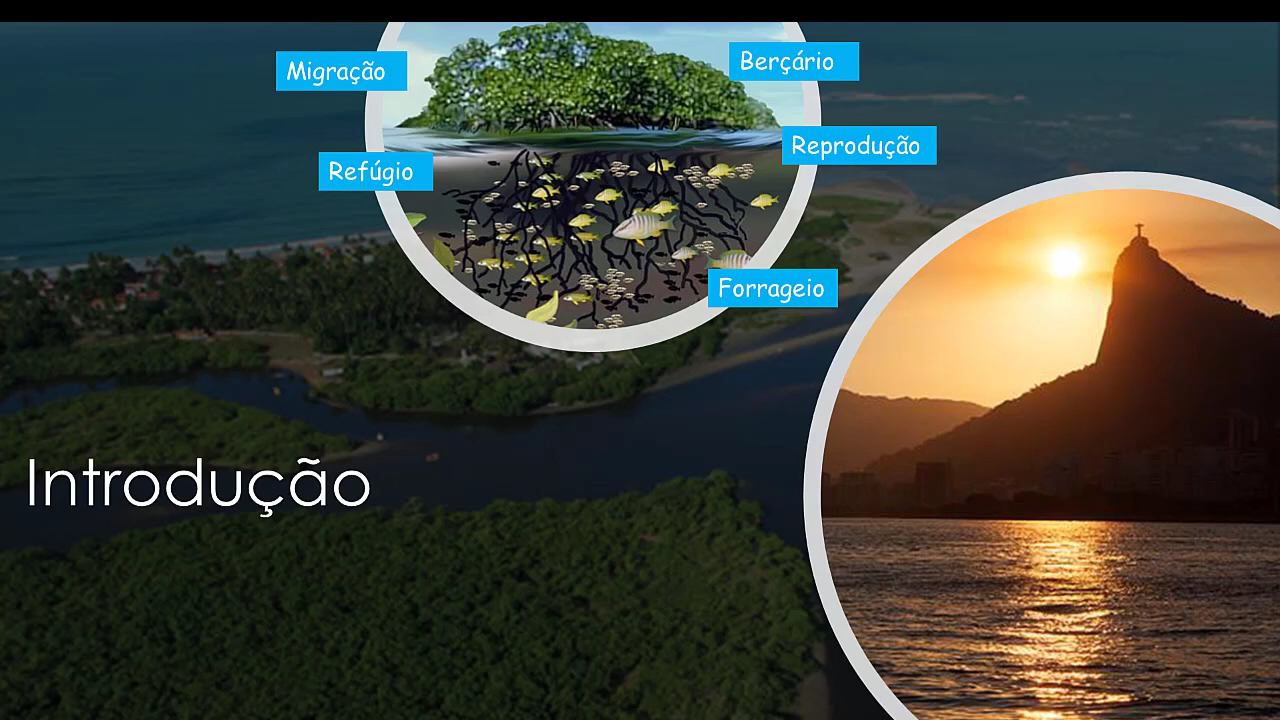 Migração
Berçário
Reprodução
Refúgio
Forrageio
Introdução